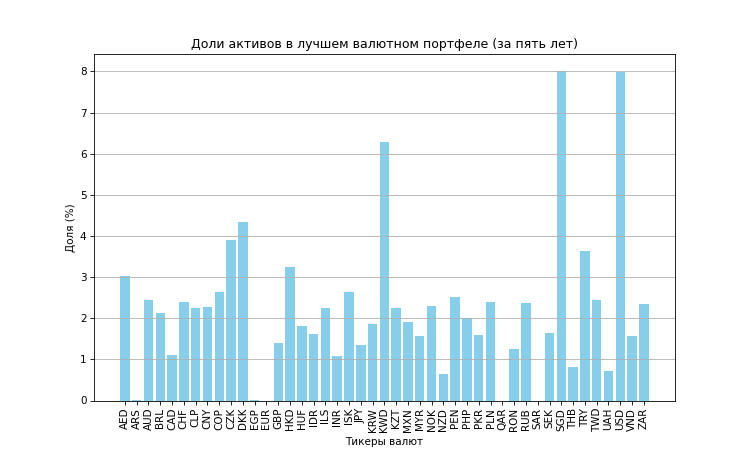 Доли активов в лучшем валютном портфеле (за пять лет)
Доля (%)
8
7
6
5
4
3
2
1
0
AED ARS AUD BRL CAD CHF CLP CNY COP CZK DKK EGP EUR GBP HKD HUF IDR ILS INR ISK JPY KRW KWD KZT MXN MYR NOK NZD PEN PHP PKR PLN QAR RON RUB SAR SEK SGD THB TRY TWD UAH USD VND ZAR
Тикеры валют